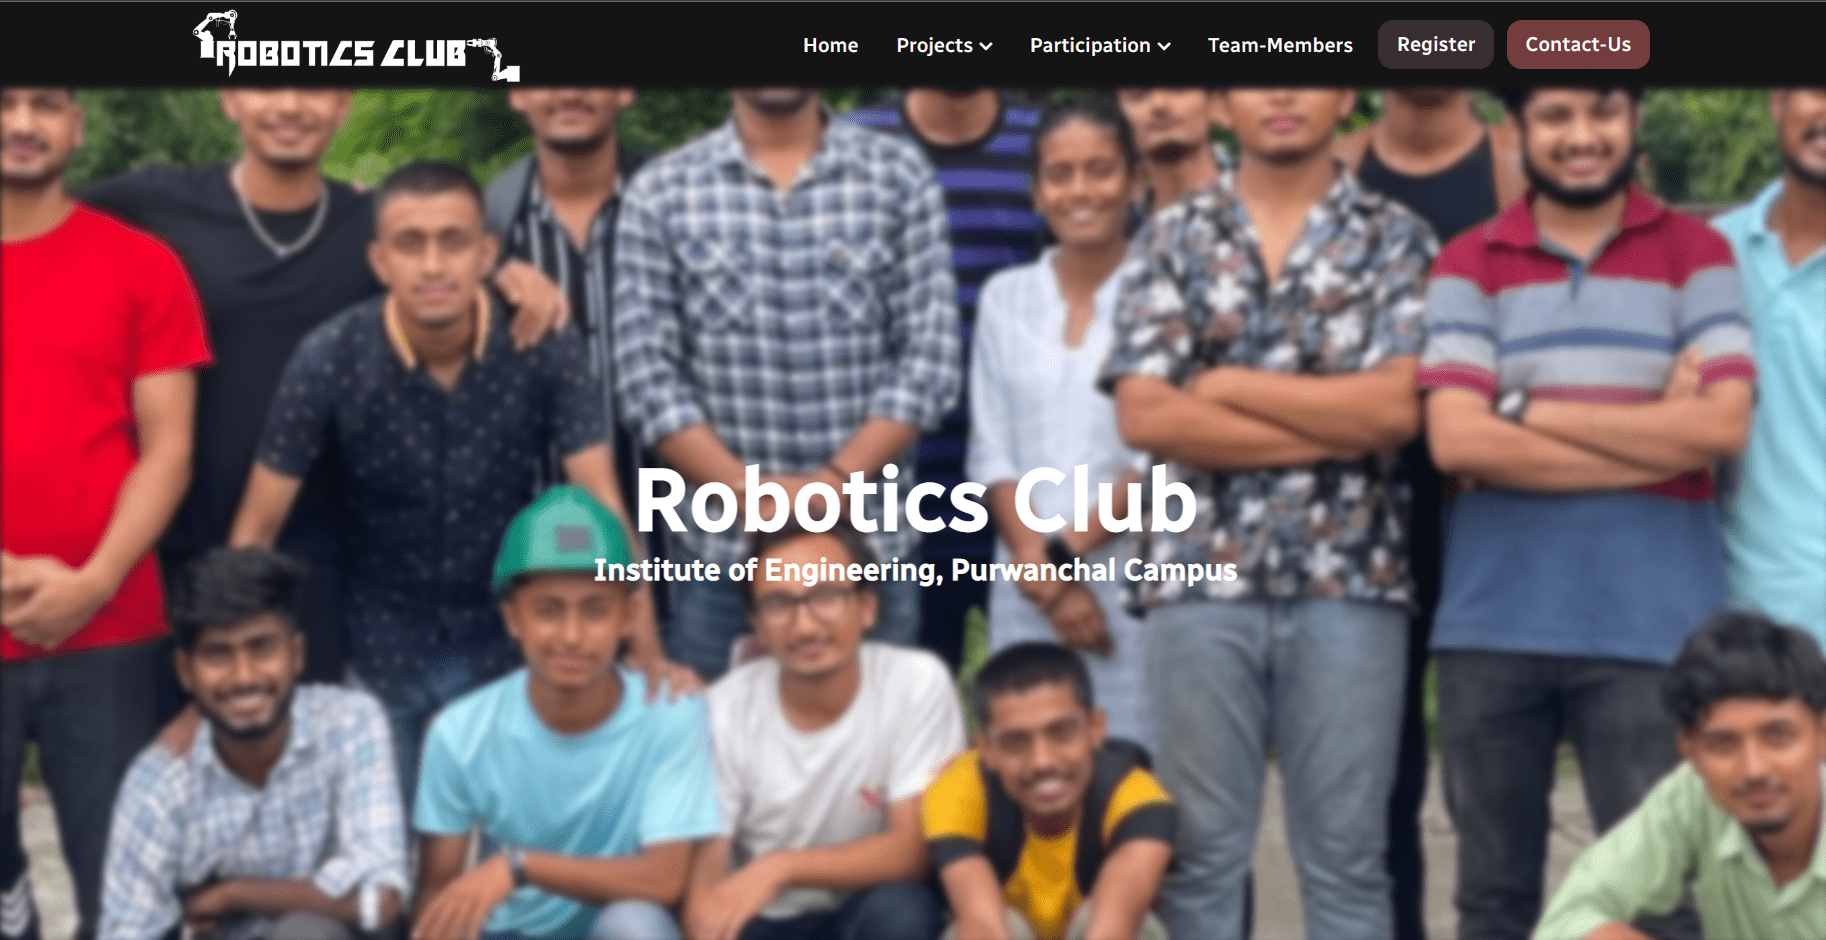 ROBOTICS CLUB
Home Projects Participation Team-Members Register Contact-Us
Robotics Club
Institute of Engineering, Purwanchal Campus